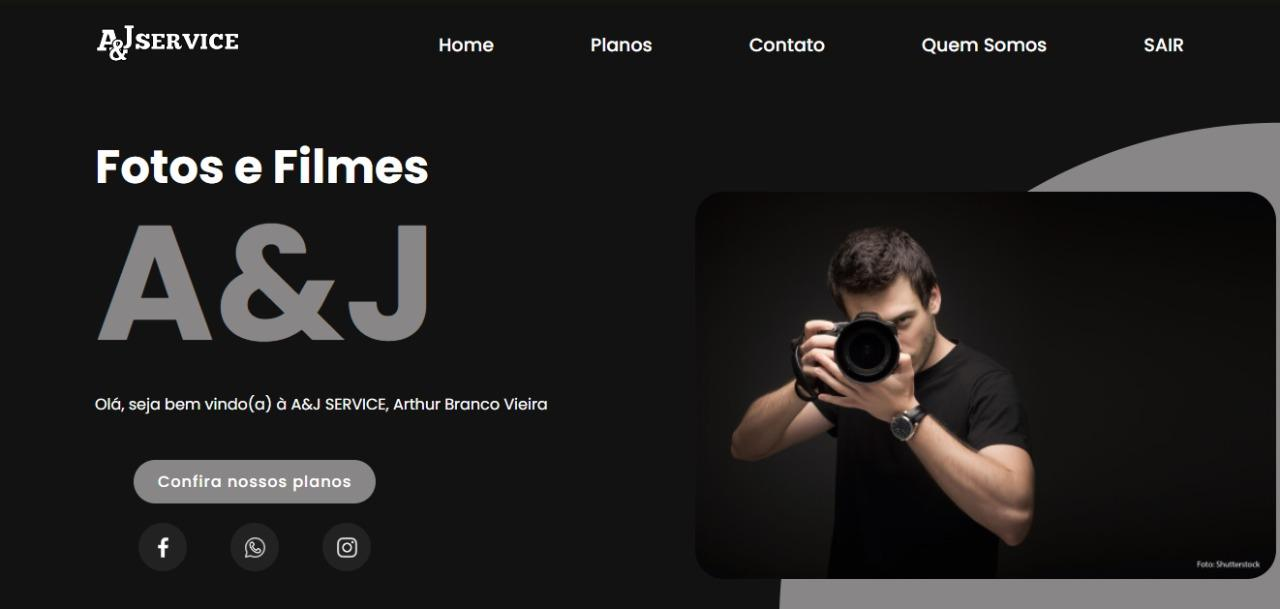 A&J SERVICE
Home Planos Contato Quem Somos SAIR
Fotos e Filmes
A&J
Olá, seja bem vindo(a) à A&J SERVICE, Arthur Branco Vieira
Confira nossos planos
Foto: Shutterstock